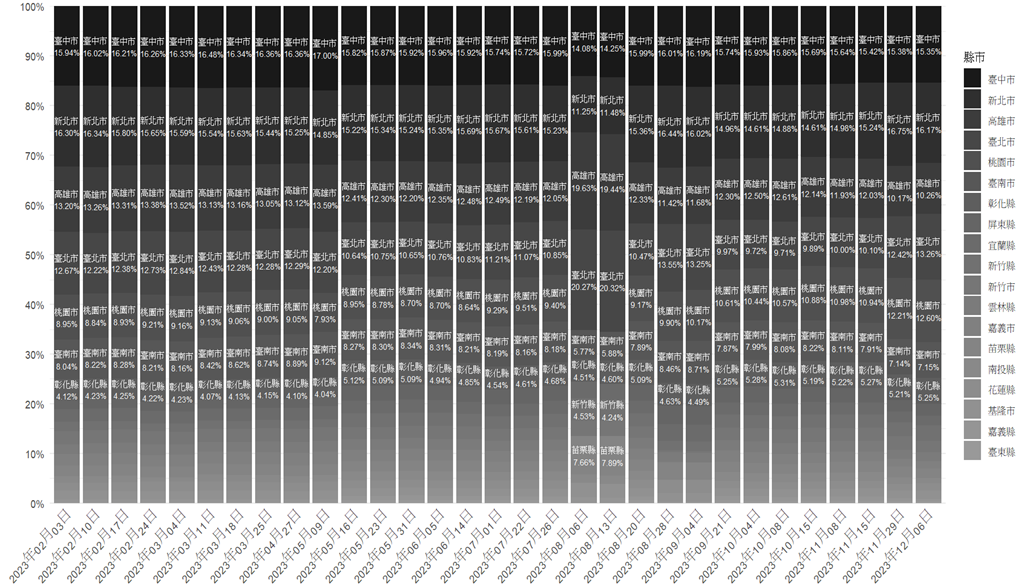 100%
臺中市 臺中市 臺中市 臺中市 臺中市 臺中市 臺中市 臺中市 臺中市 臺中市 臺中市 臺中市 臺中市 臺中市 臺中市 臺中市 臺中市 臺中市 臺中市 臺中市 臺中市 臺中市 臺中市 臺中市 臺中市 臺中市 臺中市 臺中市 臺中市 臺中市 臺中市
15.94% 16.02% 16.21% 16.26% 16.33% 16.48% 16.34% 16.36% 16.36% 17.00% 15.82% 15.87% 15.92% 15.96% 15.92% 15.74% 15.72% 15.99% 14.08% 14.25% 15.99% 16.01% 16.19% 15.74% 15.93% 15.86% 15.69% 15.64% 15.42% 15.38% 15.35%
90%
80%
新北市 新北市 新北市 新北市 新北市 新北市 新北市 新北市 新北市 新北市 新北市 新北市 新北市 新北市 新北市 新北市 新北市 新北市 新北市 新北市 新北市 新北市 新北市 新北市 新北市 新北市 新北市 新北市 新北市 新北市 新北市
16.30% 16.34% 15.80% 15.65% 15.59% 15.54% 15.63% 15.44% 15.25% 14.85% 15.22% 15.34% 15.24% 15.35% 15.69% 15.67% 15.61% 15.23% 11.25% 11.48% 15.36% 16.44% 16.02% 14.96% 14.61% 14.88% 14.61% 14.98% 15.24% 16.75% 16.17%
70%
高雄市 高雄市 高雄市 高雄市 高雄市 高雄市 高雄市 高雄市 高雄市 高雄市 高雄市 高雄市 高雄市 高雄市 高雄市 高雄市 高雄市 高雄市 高雄市 高雄市 高雄市 高雄市 高雄市 高雄市 高雄市 高雄市 高雄市 高雄市 高雄市 高雄市 高雄市
13.20% 13.26% 13.31% 13.38% 13.52% 13.13% 13.16% 13.05% 13.12% 13.59% 12.41% 12.30% 12.20% 12.35% 12.48% 12.49% 12.19% 12.05% 19.63% 19.44% 12.33% 11.42% 11.68% 12.30% 12.50% 12.61% 12.14% 11.93% 12.03% 10.17% 10.26%
60%
50%
臺北市 臺北市 臺北市 臺北市 臺北市 臺北市 臺北市 臺北市 臺北市 臺北市 臺北市 臺北市 臺北市 臺北市 臺北市 臺北市 臺北市 臺北市 臺北市 臺北市 臺北市 臺北市 臺北市 臺北市 臺北市 臺北市 臺北市 臺北市 臺北市 臺北市 臺北市
12.67% 12.22% 12.38% 12.73% 12.84% 12.43% 12.28% 12.28% 12.29% 12.20% 10.64% 10.75% 10.65% 10.76% 10.83% 11.21% 11.07% 10.85% 20.27% 20.32% 10.47% 13.55% 13.25% 9.97% 9.72% 9.71% 9.89% 10.00% 10.10% 12.42% 13.26%
40%
桃園市 桃園市 桃園市 桃園市 桃園市 桃園市 桃園市 桃園市 桃園市 桃園市 桃園市 桃園市 桃園市 桃園市 桃園市 桃園市 桃園市 桃園市 桃園市 桃園市 桃園市 桃園市 桃園市 桃園市 桃園市 桃園市 桃園市 桃園市 桃園市
8.95% 8.84% 8.93% 9.21% 9.16% 9.13% 9.06% 9.00% 9.05% 7.93% 8.95% 8.78% 8.70% 8.70% 8.64% 9.29% 9.51% 9.40% 9.17% 9.90% 10.17% 10.61% 10.44% 10.57% 10.88% 10.98% 10.94% 12.21% 12.60%
30%
臺南市 臺南市 臺南市 臺南市 臺南市 臺南市 臺南市 臺南市 臺南市 臺南市 臺南市 臺南市 臺南市 臺南市 臺南市 臺南市 臺南市 臺南市 臺南市 臺南市 臺南市 臺南市 臺南市 臺南市 臺南市 臺南市 臺南市 臺南市 臺南市 臺南市 臺南市
8.04% 8.22% 8.28% 8.21% 8.16% 8.42% 8.62% 8.74% 8.89% 9.12% 8.27% 8.30% 8.34% 8.31% 8.21% 8.19% 8.16% 8.18% 5.77% 5.88% 7.89% 8.46% 8.71% 7.87% 7.99% 8.08% 8.22% 8.11% 7.91% 7.14% 7.15%
彰化縣 彰化縣 彰化縣 彰化縣 彰化縣 彰化縣 彰化縣 彰化縣 彰化縣 彰化縣 彰化縣 彰化縣 彰化縣 彰化縣 彰化縣 彰化縣 彰化縣 彰化縣 彰化縣 彰化縣 彰化縣 彰化縣 彰化縣 彰化縣 彰化縣 彰化縣 彰化縣 彰化縣 彰化縣 彰化縣 彰化縣
4.12% 4.23% 4.25% 4.22% 4.23% 4.07% 4.13% 4.15% 4.10% 4.04% 5.12% 5.09% 5.09% 4.94% 4.85% 4.54% 4.61% 4.68% 4.51% 4.60% 5.09% 4.63% 4.49% 5.25% 5.28% 5.31% 5.19% 5.22% 5.27% 5.21% 5.25%
20%
新竹縣 新竹縣
4.53% 4.24%
10%
苗栗縣 苗栗縣
7.66% 7.89%
0%
2023年02月03日
2023年02月10日
2023年02月17日
2023年02月24日
2023年03月04日
2023年03月11日
2023年03月18日
2023年03月25日
2023年04月27日
2023年05月09日
2023年05月16日
2023年05月23日
2023年05月31日
2023年06月05日
2023年06月14日
2023年07月01日
2023年07月22日
2023年07月26日
2023年08月06日
2023年08月13日
2023年08月20日
2023年08月28日
2023年09月04日
2023年09月21日
2023年10月04日
2023年10月08日
2023年10月15日
2023年11月08日
2023年11月15日
2023年11月29日
2023年12月06日
縣市
臺中市
新北市
高雄市
臺北市
桃園市
臺南市
彰化縣
屏東縣
宜蘭縣
新竹縣
新竹市
雲林縣
嘉義市
苗栗縣
南投縣
花蓮縣
基隆市
嘉義縣
臺東縣